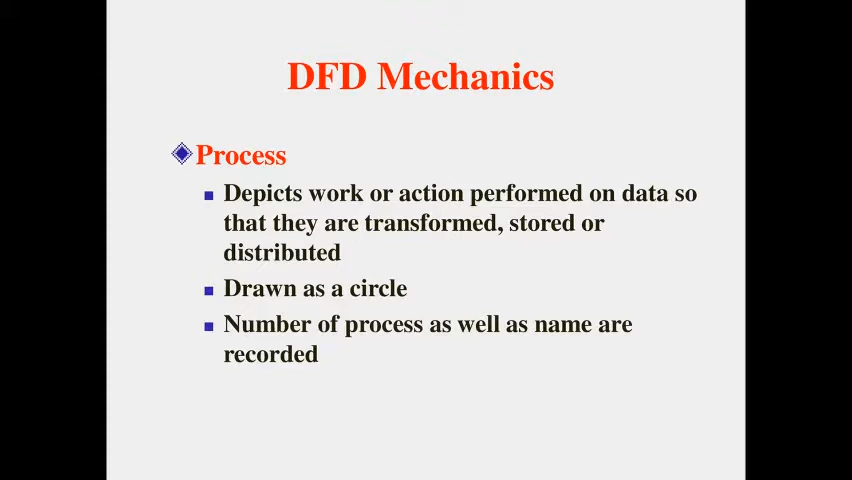 DFD Mechanics
Process
Depicts work or action performed on data so
that they are transformed, stored or
distributed
Drawn as a circle
Number of process as well as name are
recorded